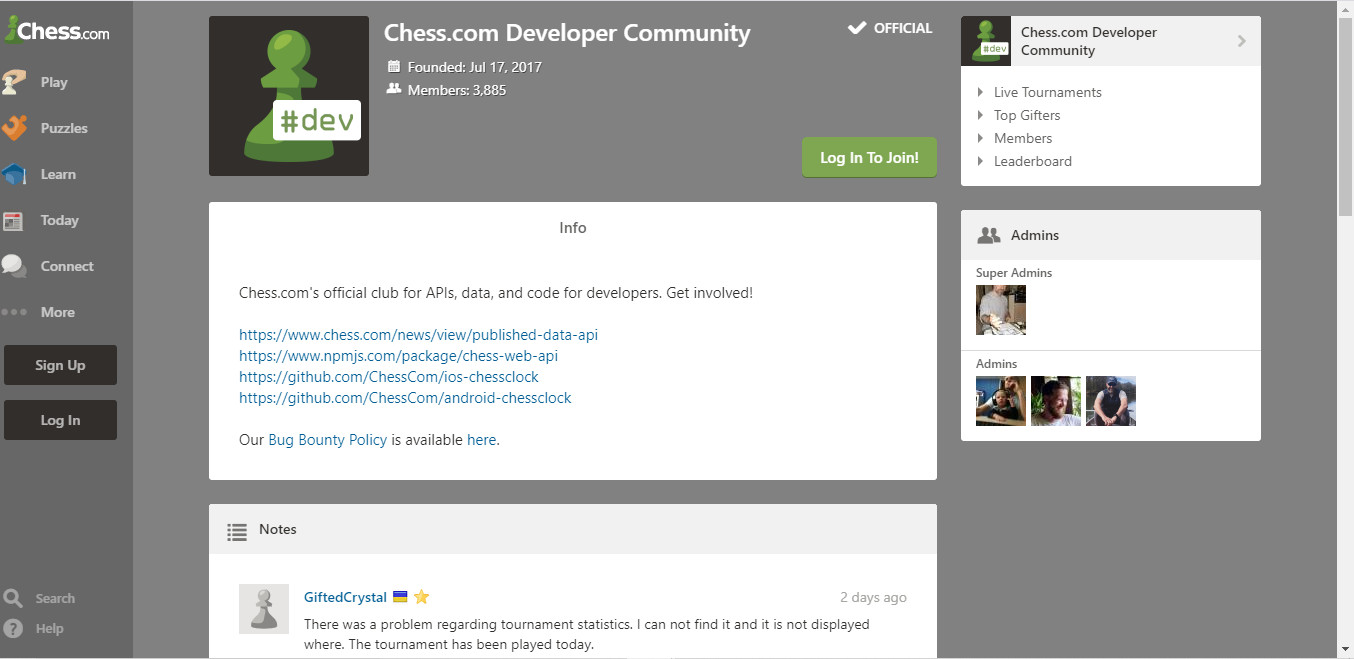 Chess.com
Play
Puzzles
Learn
Today
Connect
More
Sign Up
Log In
Search
Help
#dev
Chess.com Developer Community
OFFICIAL
Founded: Jul 17, 2017
Members: 3,885
Log In To Join!
Info
Chess.com's official club for APIs, data, and code for developers. Get involved!
https://www.chess.com/news/view/published-data-api
https://www.npmjs.com/package/chess-web-api
https://github.com/ChessCom/ios-chessclock
https://github.com/ChessCom/android-chessclock
Our Bug Bounty Policy is available here.
Notes
GiftedCrystal
2 days ago
There was a problem regarding tournament statistics. I can not find it and it is not displayed
where. The tournament has been played today.
#dev
Chess.com Developer
Community
Live Tournaments
Top Gifters
Members
Leaderboard
Admins
Super Admins
Admins